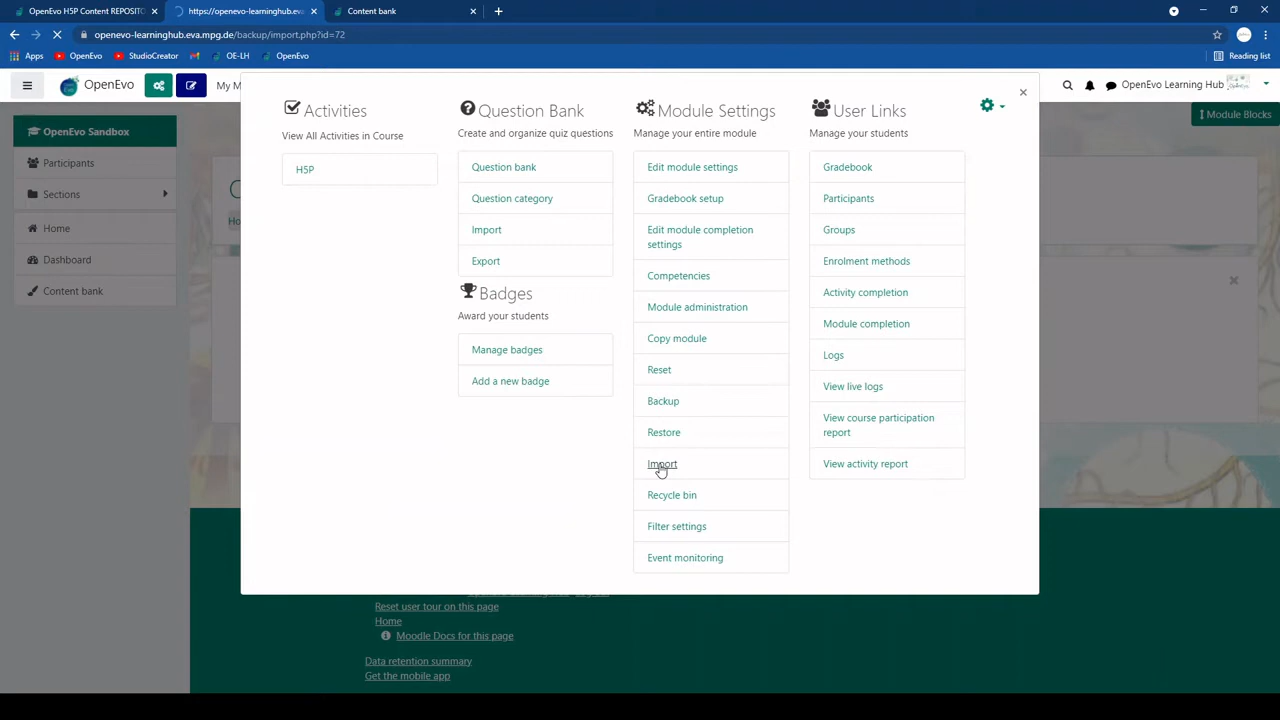 OpenEvo H5P Content REPOSITO
https://openevo-learninghub.eva
Content bank
openevo-learninghub.eva.mpg.de/backup/import.php?id=72
Apps
OpenEvo
StudioCreator
OE-LH
OpenEvo
Reading list
OpenEvo
My M
OpenEvo Learning Hub
OpenEvo Sandbox
Participants
Sections
Home
Dashboard
Content bank
Module Blocks
Ho
Activities
View All Activities in Course
H5P
Question Bank
Create and organize quiz questions
Question bank
Question category
Import
Export
Badges
Award your students
Manage badges
Add a new badge
Module Settings
Manage your entire module
Edit module settings
Gradebook setup
Edit module completion
settings
Competencies
Module administration
Copy module
Reset
Backup
Restore
Import
Recycle bin
Filter settings
Event monitoring
User Links
Manage your students
Gradebook
Participants
Groups
Enrolment methods
Activity completion
Module completion
Logs
View live logs
View course participation
report
View activity report
Reset user tour on this page
Home
Moodle Docs for this page
Data retention summary
Get the mobile app